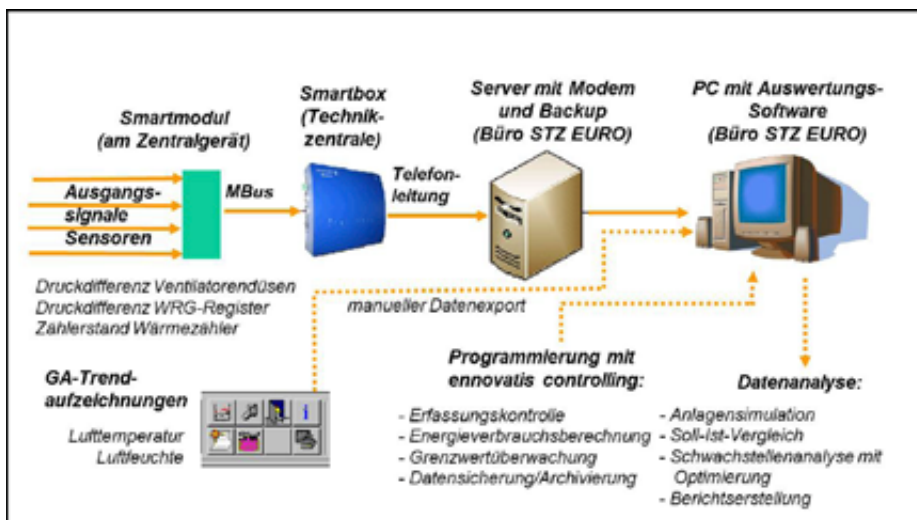 Smartmodul
(am Zentralgerät)
Smartbox
(Technik-
zentrale)
Server mit Modem
und Backup
(Büro STZ EURO)
PC mit Auswertungs-
Software
(Büro STZ EURO)
Ausgangs-
signale
Sensoren
MBus
Telefon-
leitung
Druckdifferenz Ventilatorendüsen
Druckdifferenz WRG-Register
Zählerstand Wärmezähler
manueller Datenexport
GA-Trend-
aufzeichnungen
Lufttemperatur
Luftfeuchte
Programmierung mit
ennovatis controlling:
- Erfassungskontrolle
- Energieverbrauchsberechnung
- Grenzwertüberwachung
- Datensicherung/Archivierung
Datenanalyse:
- Anlagensimulation
- Soll-Ist-Vergleich
- Schwachstellenanalyse mit
Optimierung
- Berichtserstellung